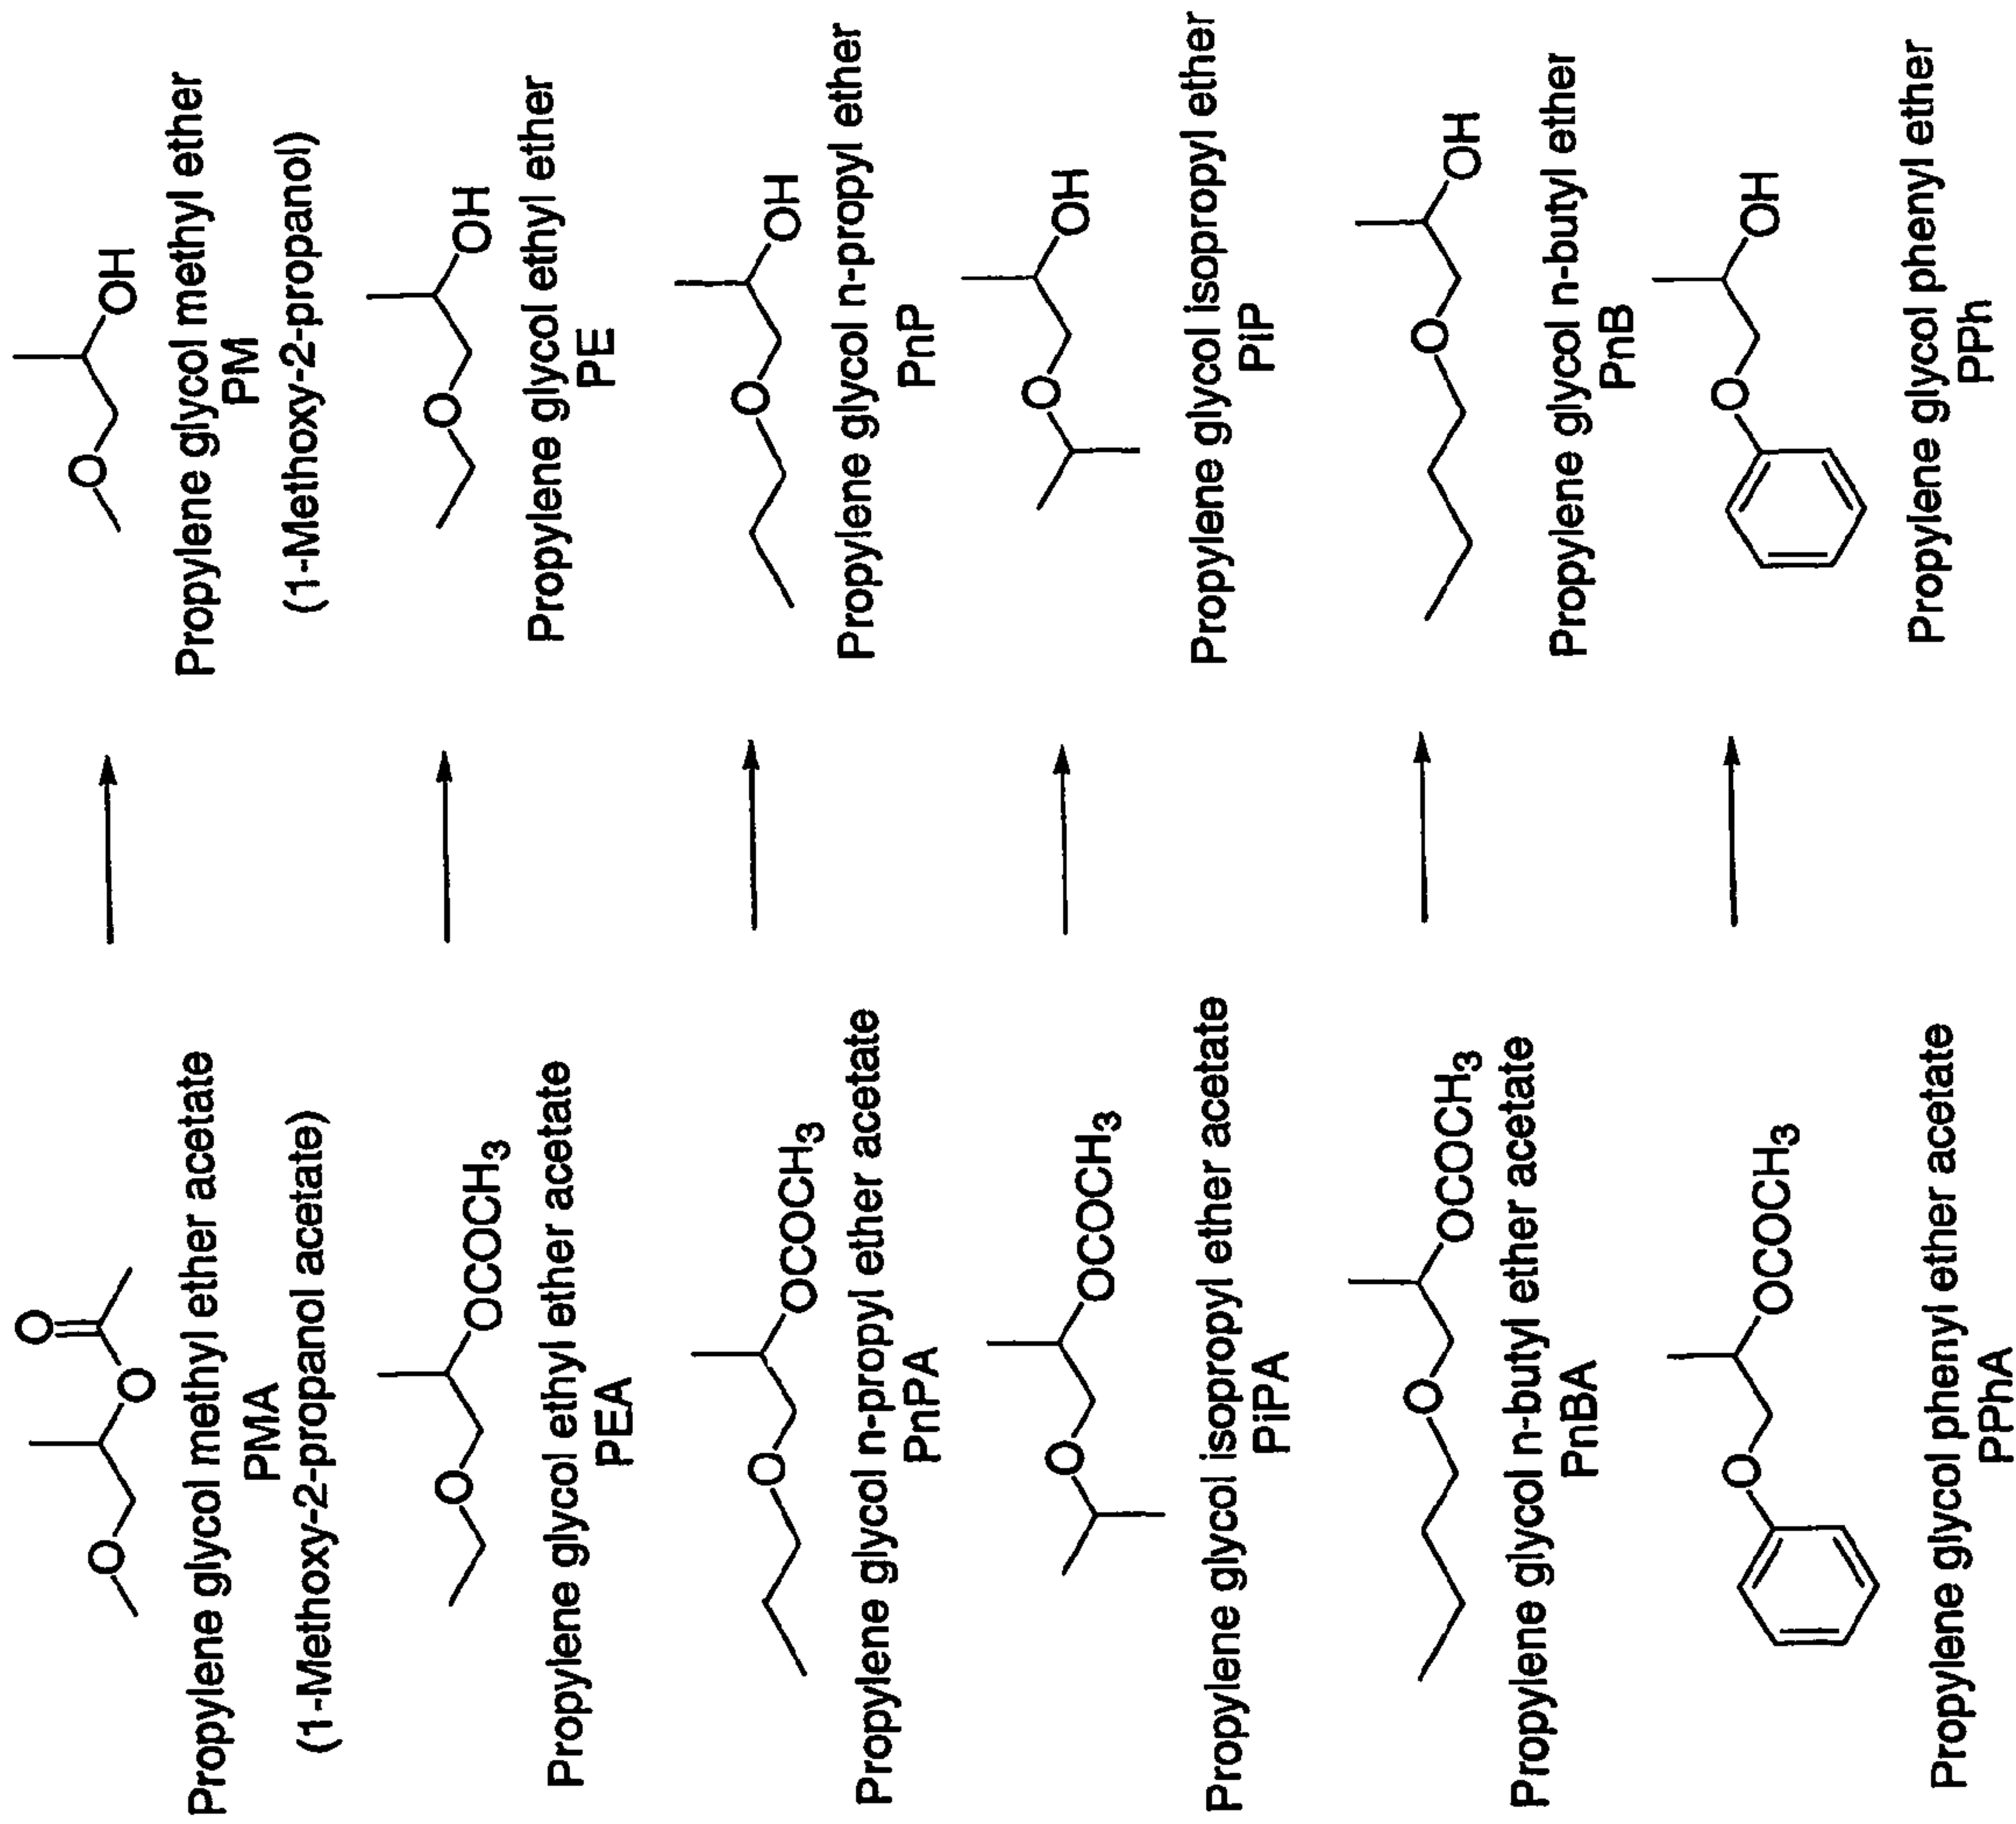 O
O
O
Propylene glycol methyl ether acetate
PMA
(1-Methoxy-2-propanol acetate)
O
OH
Propylene glycol methyl ether
PM
(1-Methoxy-2-propanol)
O
OCOCH3
Propylene glycol ethyl ether acetate
PEA
O
OH
Propylene glycol ethyl ether
PE
O
OCOCH3
Propylene glycol n-propyl ether acetate
PnPA
O
OH
Propylene glycol n-propyl ether
PnP
O
OCOCH3
Propylene glycol isopropyl ether acetate
PiPA
O
OH
Propylene glycol isopropyl ether
PiP
O
OCOCH3
Propylene glycol n-butyl ether acetate
PnBA
O
OH
Propylene glycol n-butyl ether
PnB
O
OCOCH3
Propylene glycol phenyl ether acetate
PPhA
O
OH
Propylene glycol phenyl ether
PPh